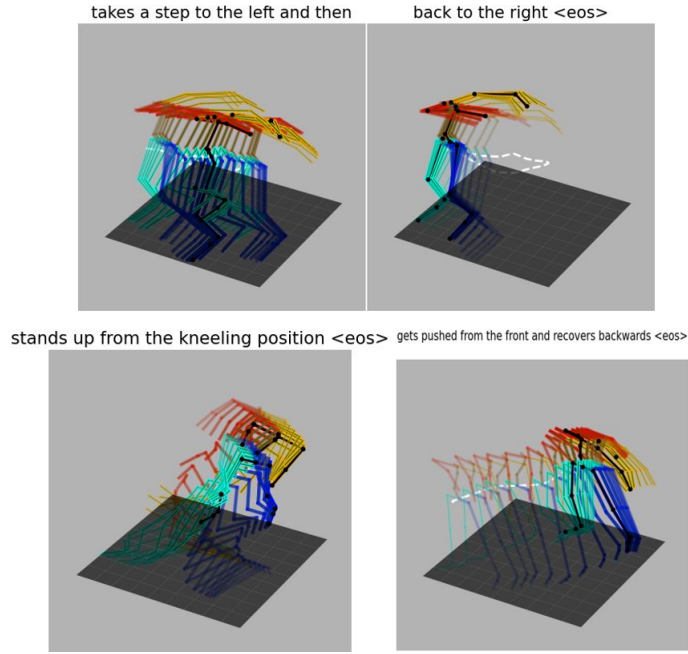 takes a step to the left and then
back to the right <eos>
stands up from the kneeling position <eos>
gets pushed from the front and recovers backwards <eos>